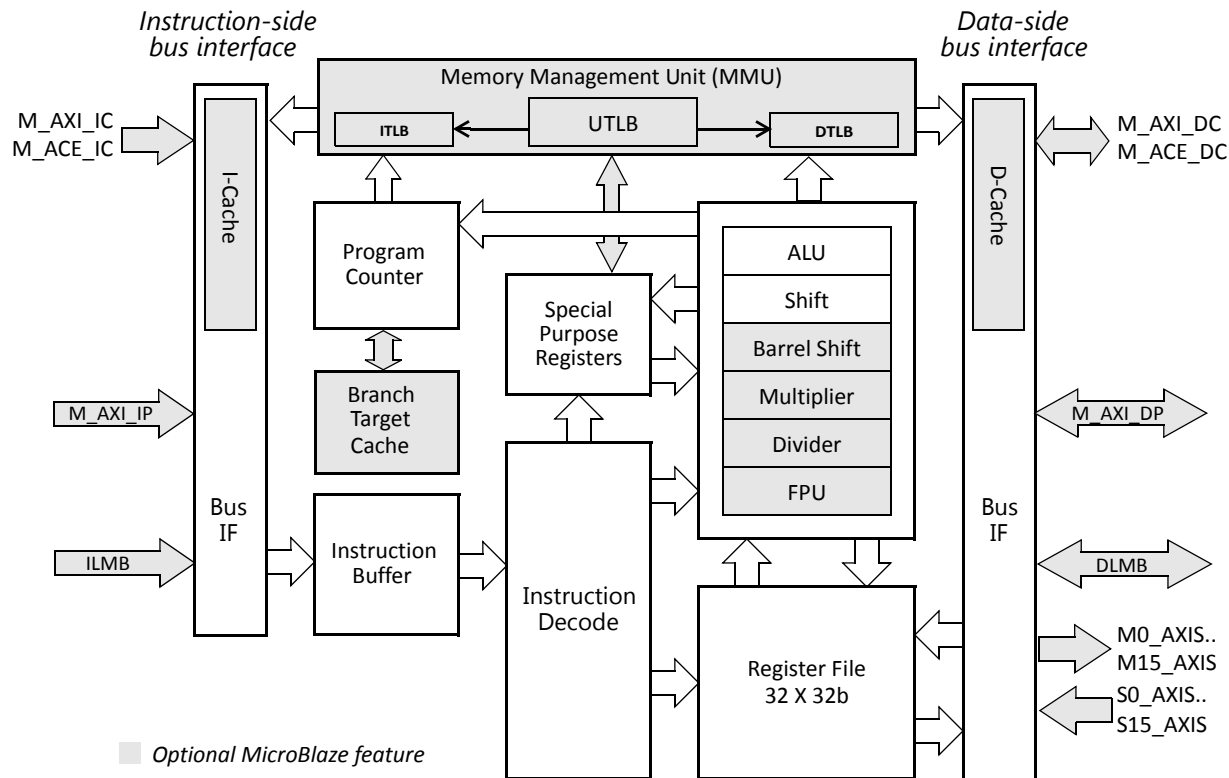 Instruction-side
bus interface
Data-side
bus interface
Memory Management Unit (MMU)
ITLB
UTLB
DTLB
M_AXI_IC
M_ACE_IC
M_AXI_DC
M_ACE_DC
I-Cache
D-Cache
Program
Counter
ALU
Shift
Barrel Shift
Multiplier
Divider
FPU
Special
Purpose
Registers
Branch
Target
Cache
M_AXI_IP
M_AXI_DP
Bus
IF
Bus
IF
ILMB
DLMB
Instruction
Buffer
Instruction
Decode
Register File
32 X 32b
M0_AXIS..
M15_AXIS
S0_AXIS..
S15_AXIS
Optional MicroBlaze feature